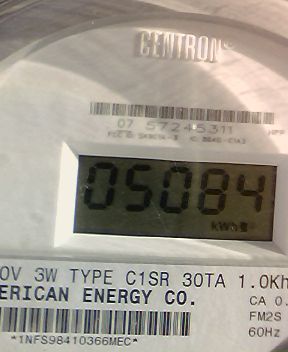 CENTRON®
07 57245311
05084
kWh
0V 3W TYPE C1SR 30TA 1.0Kh
ERICAN ENERGY CO.
CA 0.
FM2S
*1NFS98410366MEC*
60Hz